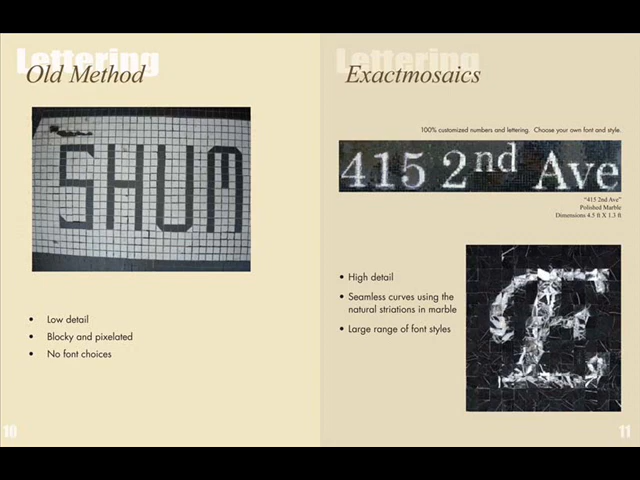 Lettering
Old Method
SHUM
• Low detail
• Blocky and pixelated
• No font choices
10
Lettering
Exactmosaics
100% customized numbers and lettering. Choose your own font and style.
415 2nd Ave
"415 2nd Ave"
Polished Marble
Dimensions 4.5 ft X 1.3 ft
• High detail
• Seamless curves using the
natural striations in marble
• Large range of font styles
E
11